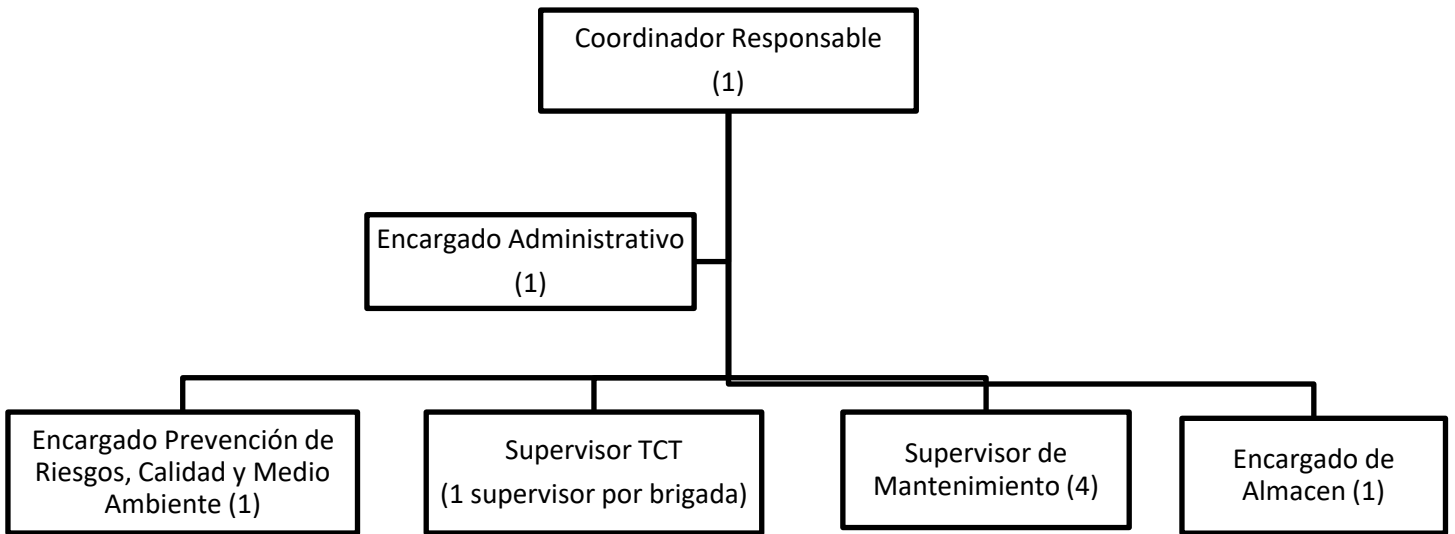 Coordinador Responsable
(1)
Encargado Administrativo
(1)
Encargado Prevención de
Riesgos, Calidad y Medio
Ambiente (1)
Supervisor TCT
(1 supervisor por brigada)
Supervisor de
Mantenimiento (4)
Encargado de
Almacen (1)